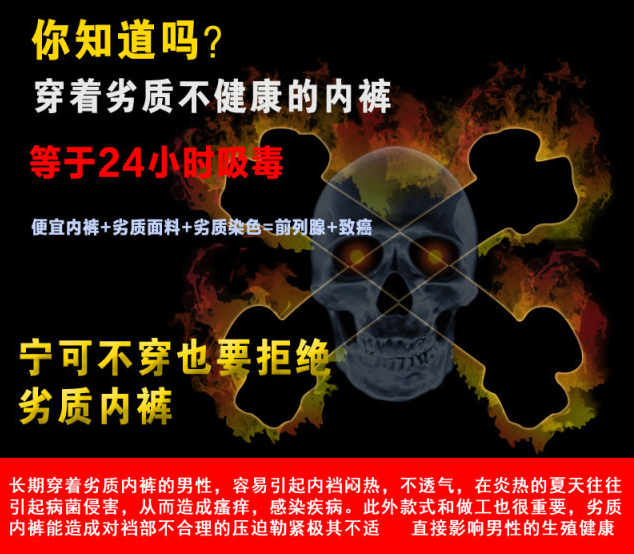 你知道吗?
穿着劣质不健康的内裤
等于24小时吸毒
便宜内裤+劣质面料+劣质染色=前列腺+致癌
宁可不穿也要拒绝
劣质内裤
长期穿着劣质内裤的男性，容易引起内裆闷热，不透气，在炎热的夏天往往
引起病菌侵害，从而造成瘙痒，感染疾病。此外款式和做工也很重要，劣质
内裤能造成对裆部不合理的压迫勒紧极其不适　直接影响男性的生殖健康